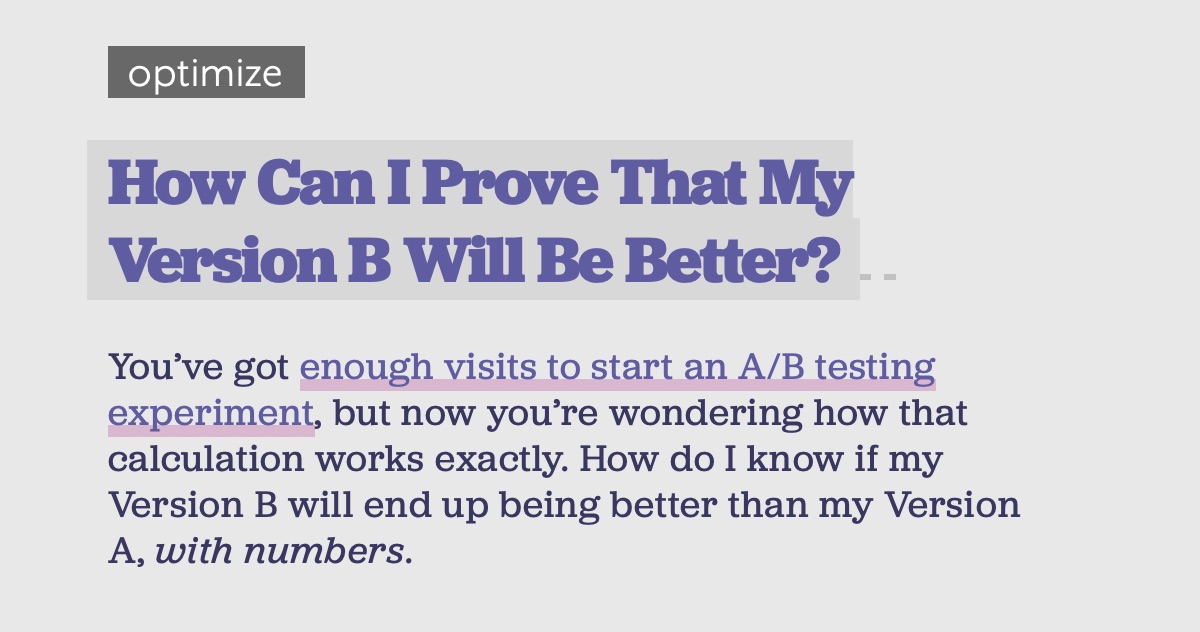 optimize
How Can I Prove That My
Version B Will Be Better?
You’ve got enough visits to start an A/B testing
experiment, but now you’re wondering how that
calculation works exactly. How do I know if my
Version B will end up being better than my Version
A, with numbers.